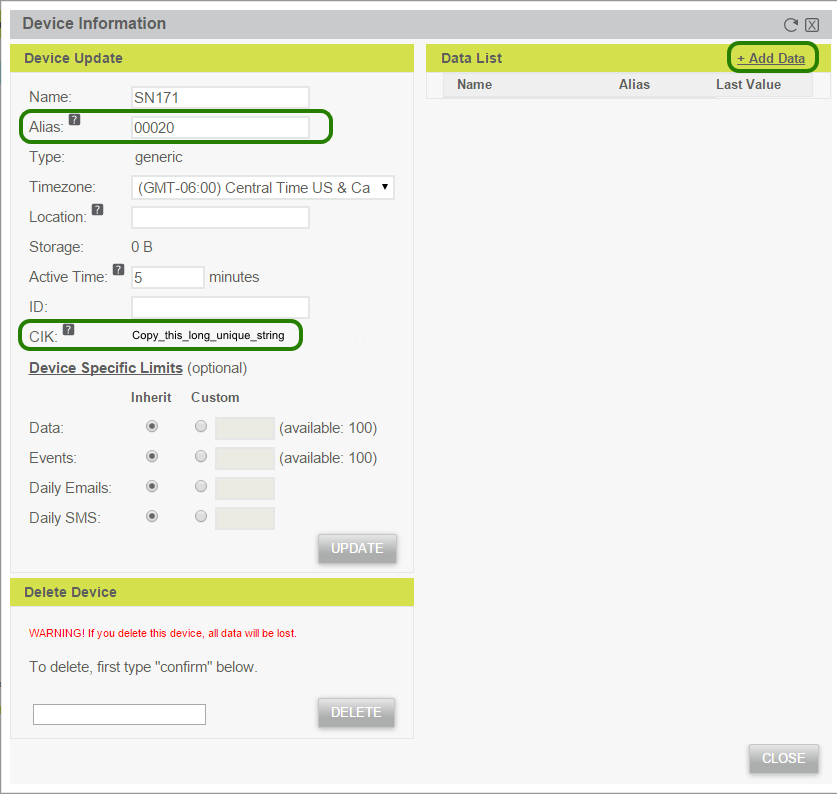 Device Information
Device Update
Name: SN171
Alias: ? 00020
Type: generic
Timezone: (GMT-06:00) Central Time US & Ca
Location: ?
Storage: 0 B
Active Time: ? 5 minutes
ID:
CIK: ? Copy_this_long_unique_string
Device Specific Limits (optional)
Inherit Custom
Data: (available: 100)
Events: (available: 100)
Daily Emails:
Daily SMS:
UPDATE
Delete Device
WARNING! If you delete this device, all data will be lost.
To delete, first type "confirm" below.
DELETE
Data List + Add Data
Name Alias Last Value
CLOSE